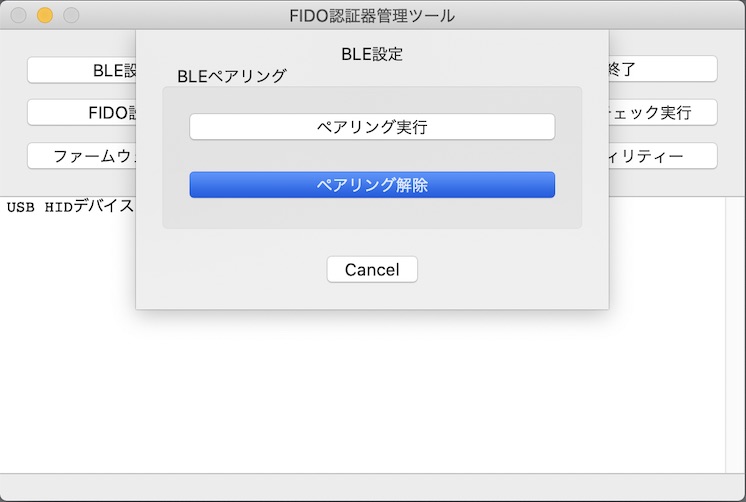 FIDO認証器管理ツール
BLE設定
BLEペアリング
ペアリング実行
ペアリング解除
Cancel
BLE設
終了
FIDO設
チェック実行
ファームウ
ィリティー
USB HIDデバイス